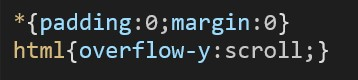 *{padding:0;margin:0}
html{overflow-y:scroll;}